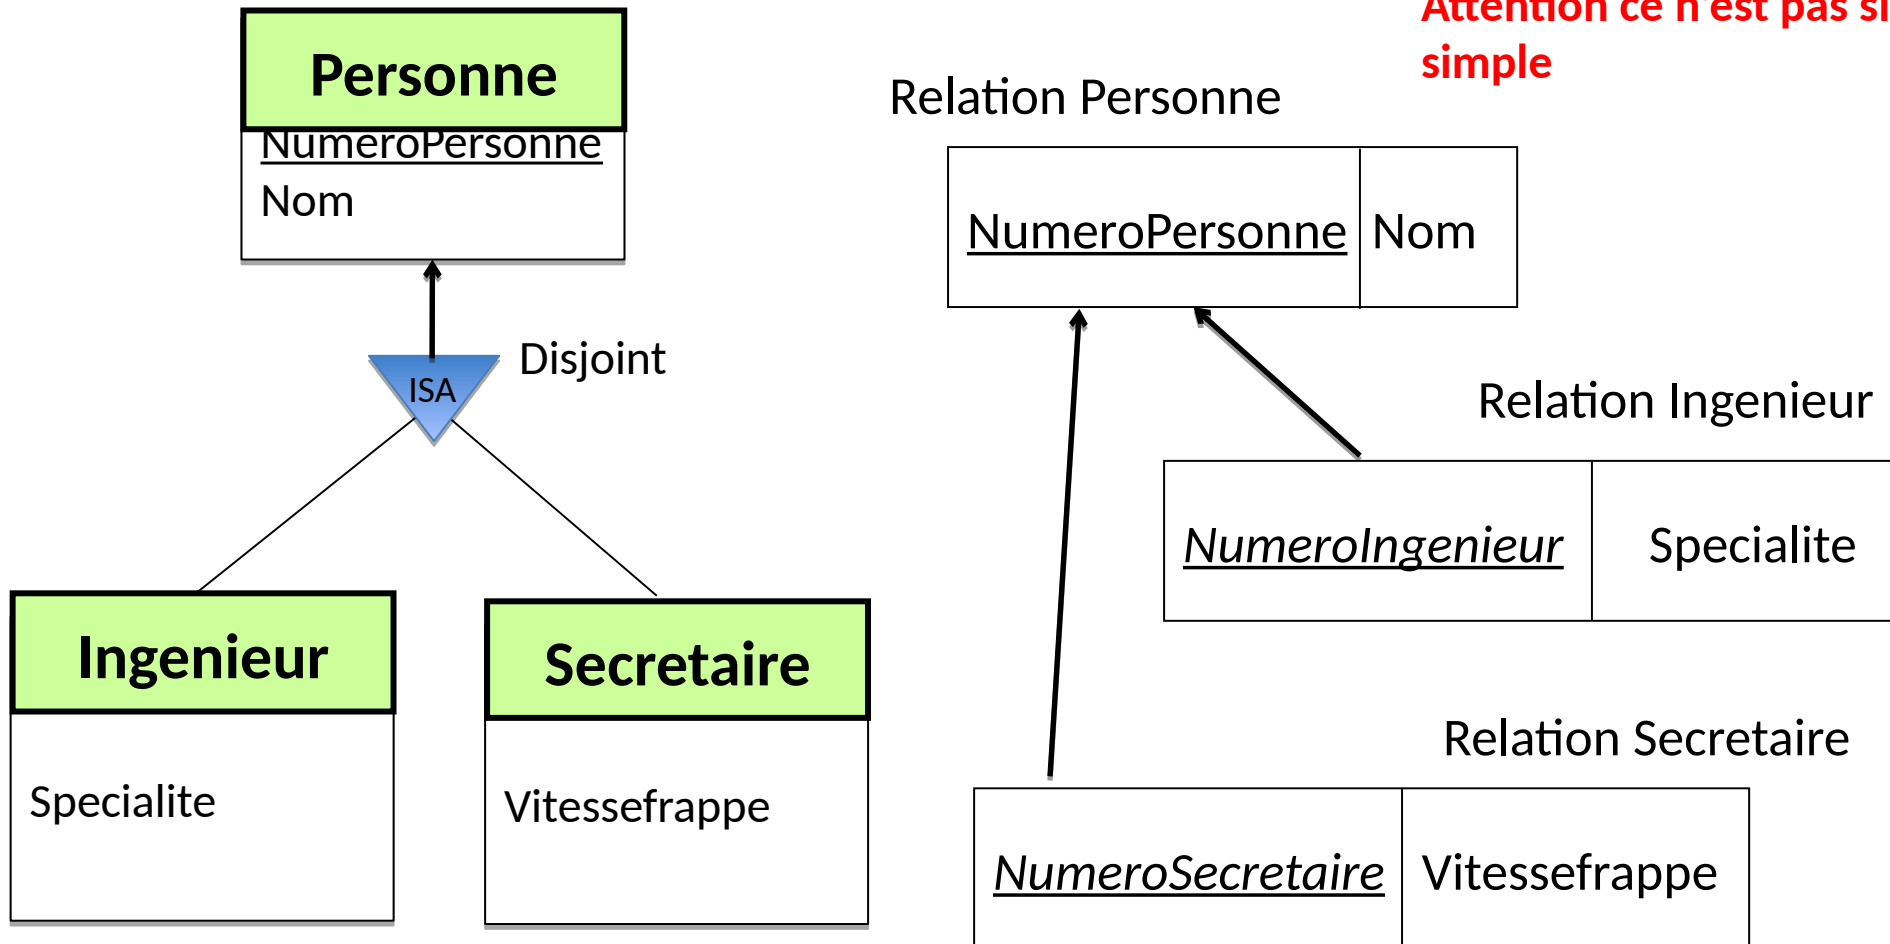 Attention ce n'est pas si
simple
Personne
NumeroPersonne
Nom
Disjoint
ISA
Ingenieur
Specialite
Secretaire
Vitessefrappe
Relation Personne
NumeroPersonne Nom
Relation Ingenieur
NumeroIngenieur Specialite
Relation Secretaire
NumeroSecretaire Vitessefrappe